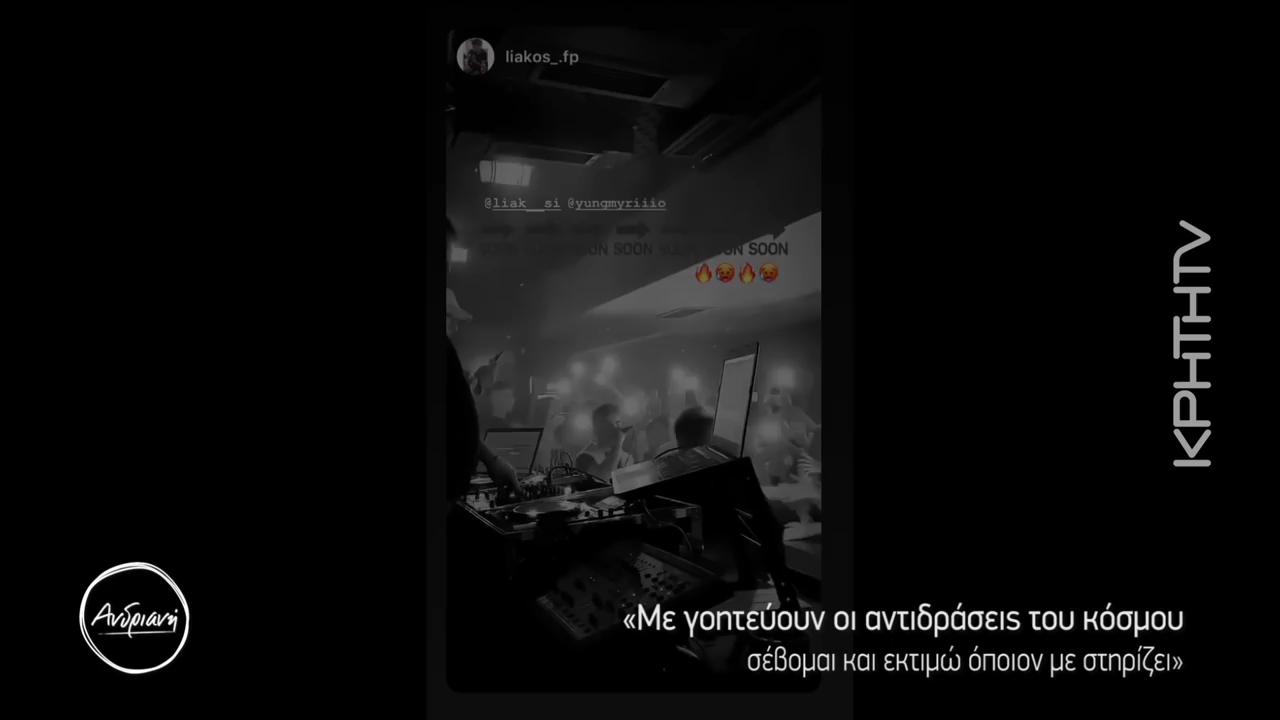 liakos_.fp
@liak__si @yungmyriiio
SOON SOON SOON
ΚΡΗΤΗTV
Ανδριανή
«Με γοητεύουν οι αντιδράσεις του κόσμου
σέβομαι και εκτιμώ όποιον με στηρίζει»